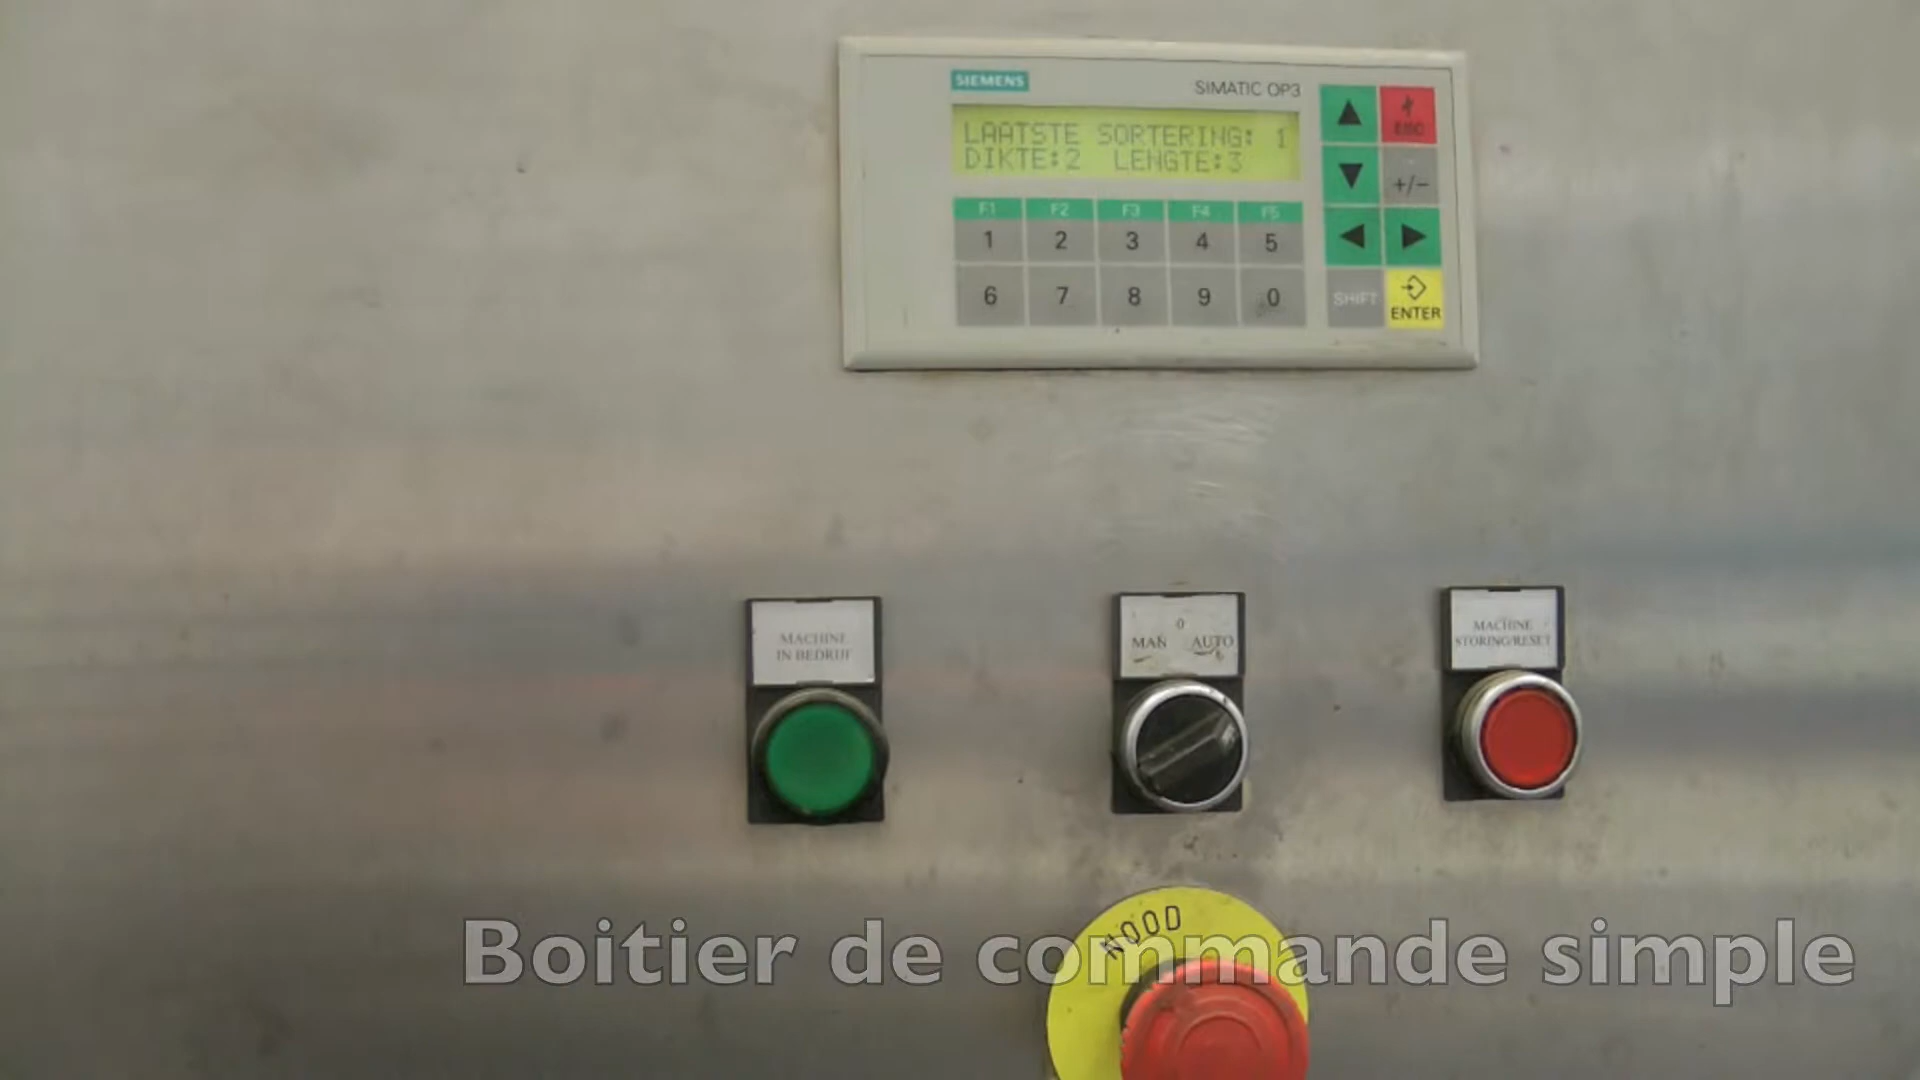 SIEMENS
SIMATIC OP3
LAATSTE SORTERING: 1
DIKTE:2 LENGTE:3
ESC
+/−
F1 F2 F3 F4 F5
1 2 3 4 5
6 7 8 9 0
SHIFT
ENTER
MACHINE
IN BEDRIJF
0
MAN AUTO
MACHINE
STORING/RESET
NOOD
Boitier de commande simple